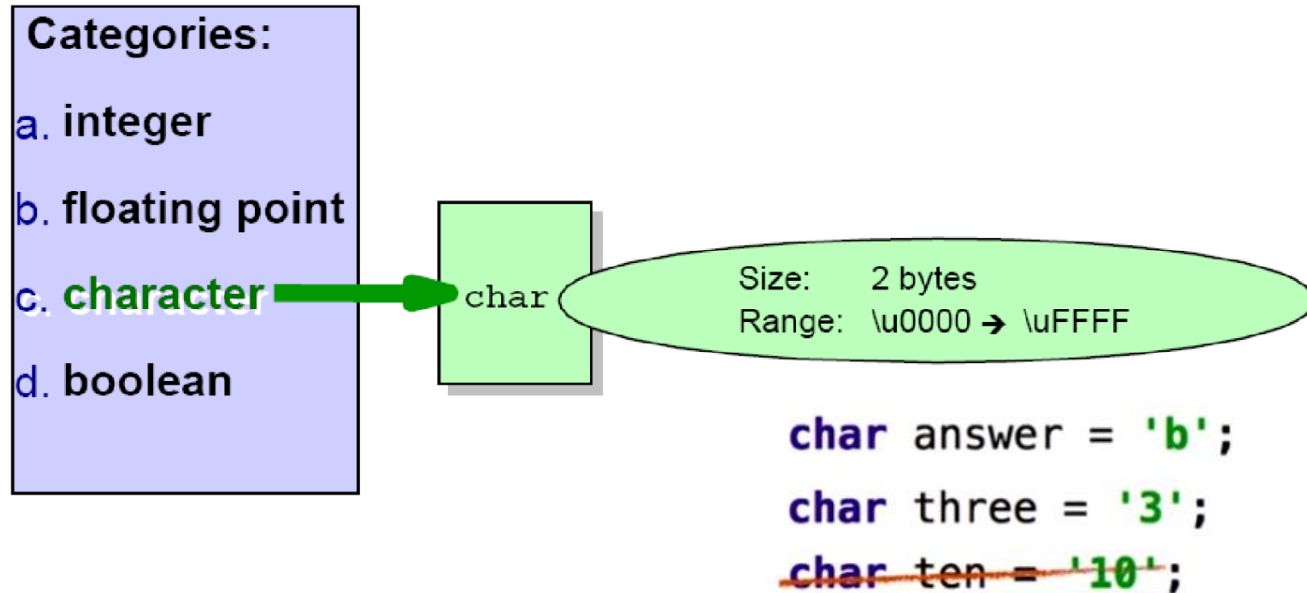 Categories:
a. integer
b. floating point
c. character
d. boolean
char
Size: 2 bytes
Range: \u0000 ➔ \uFFFF
char answer = 'b';
char three = '3';
char ten = '10';